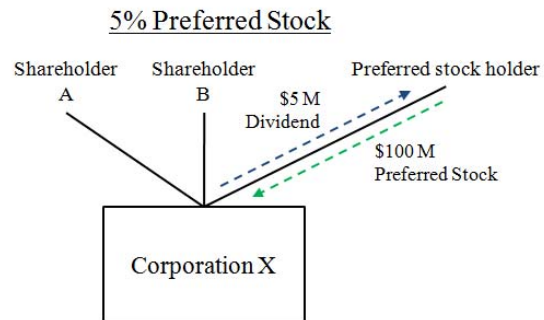 5% Preferred Stock
Shareholder
A
Shareholder
B
Preferred stock holder
$5 M
Dividend
$100 M
Preferred Stock
Corporation X